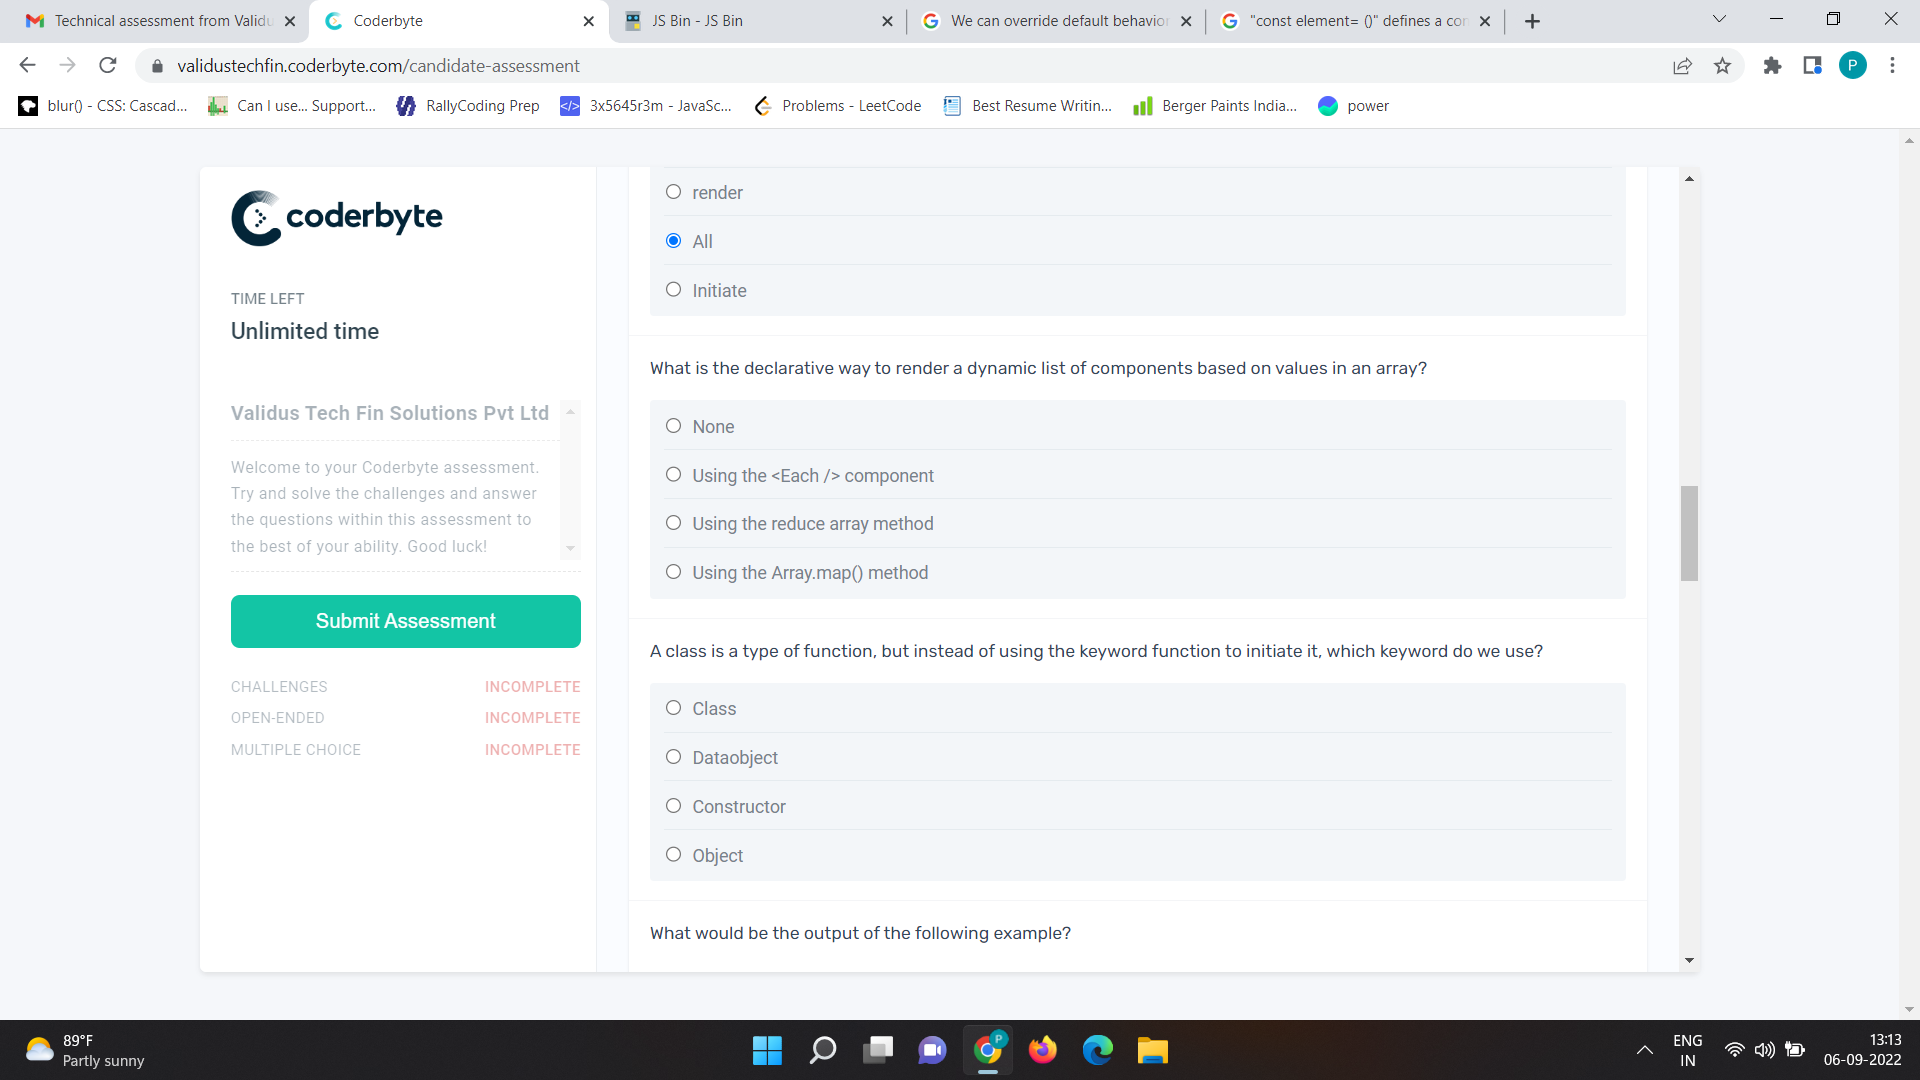 Technical assessment from Validu
Coderbyte
JS Bin - JS Bin
We can override default behavior
"const element= ()" defines a con
validustechfin.coderbyte.com/candidate-assessment
P
blur() - CSS: Cascad...
Can I use... Support...
RallyCoding Prep
3x5645r3m - JavaSc...
Problems - LeetCode
Best Resume Writin...
Berger Paints India...
power
coderbyte
TIME LEFT
Unlimited time
Validus Tech Fin Solutions Pvt Ltd
Welcome to your Coderbyte assessment.
Try and solve the challenges and answer
the questions within this assessment to
the best of your ability. Good luck!
Submit Assessment
CHALLENGES INCOMPLETE
OPEN-ENDED INCOMPLETE
MULTIPLE CHOICE INCOMPLETE
render
All
Initiate
What is the declarative way to render a dynamic list of components based on values in an array?
None
Using the <Each /> component
Using the reduce array method
Using the Array.map() method
A class is a type of function, but instead of using the keyword function to initiate it, which keyword do we use?
Class
Dataobject
Constructor
Object
What would be the output of the following example?
89°F
Partly sunny
P
ENG
IN
13:13
06-09-2022